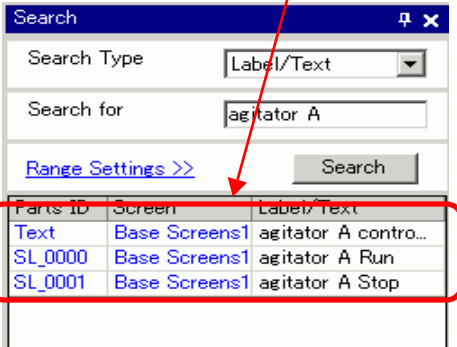 Search
Search Type Label/Text
Search for agitator A
Range Settings >> Search
Parts ID Screen Label/Text
Text Base Screens1 agitator A contro...
SL_0000 Base Screens1 agitator A Run
SL_0001 Base Screens1 agitator A Stop